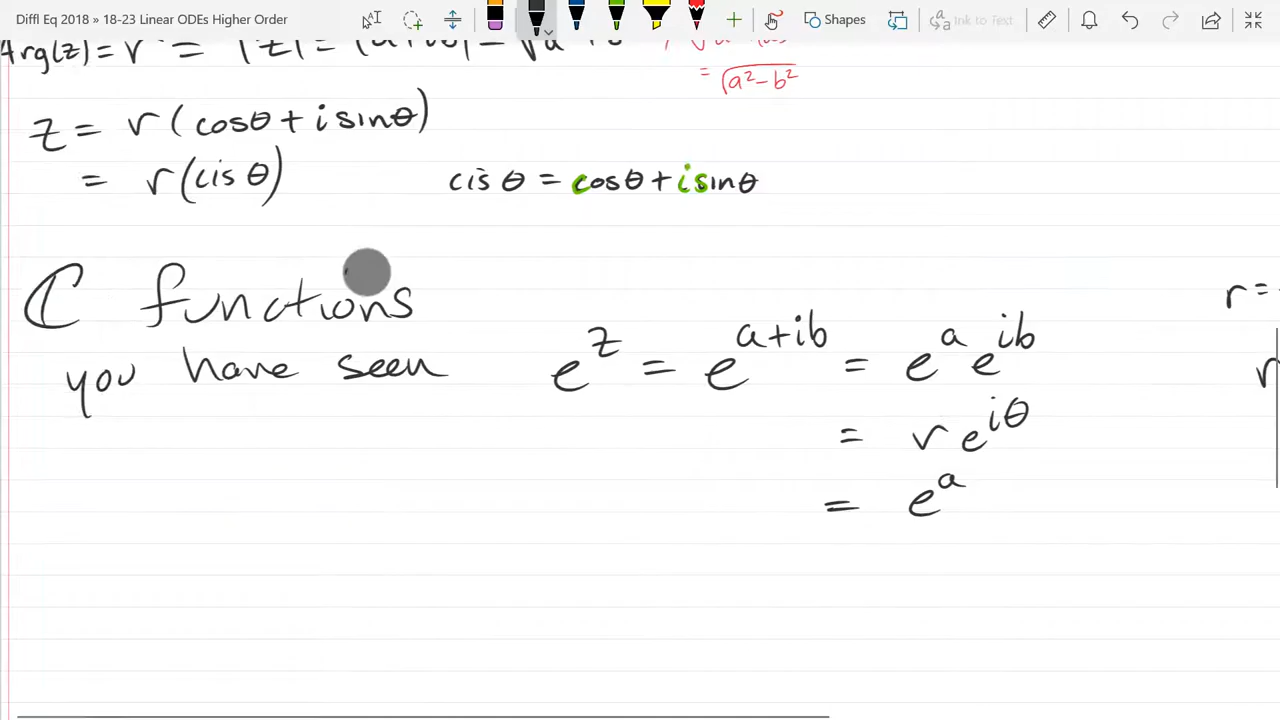 Diffl Eq 2018 » 18-23 Linear ODEs Higher Order
Shapes
Ink to Text
Arg(z) = r = |z| =
= √a²-b²
z = r(cosθ + i sinθ)
= r(cis θ)
cis θ = cosθ + i sinθ
ℂ functions
you have seen
e^z = e^{a+ib} = e^a e^{ib}
= r e^{iθ}
= e^a
r =
r